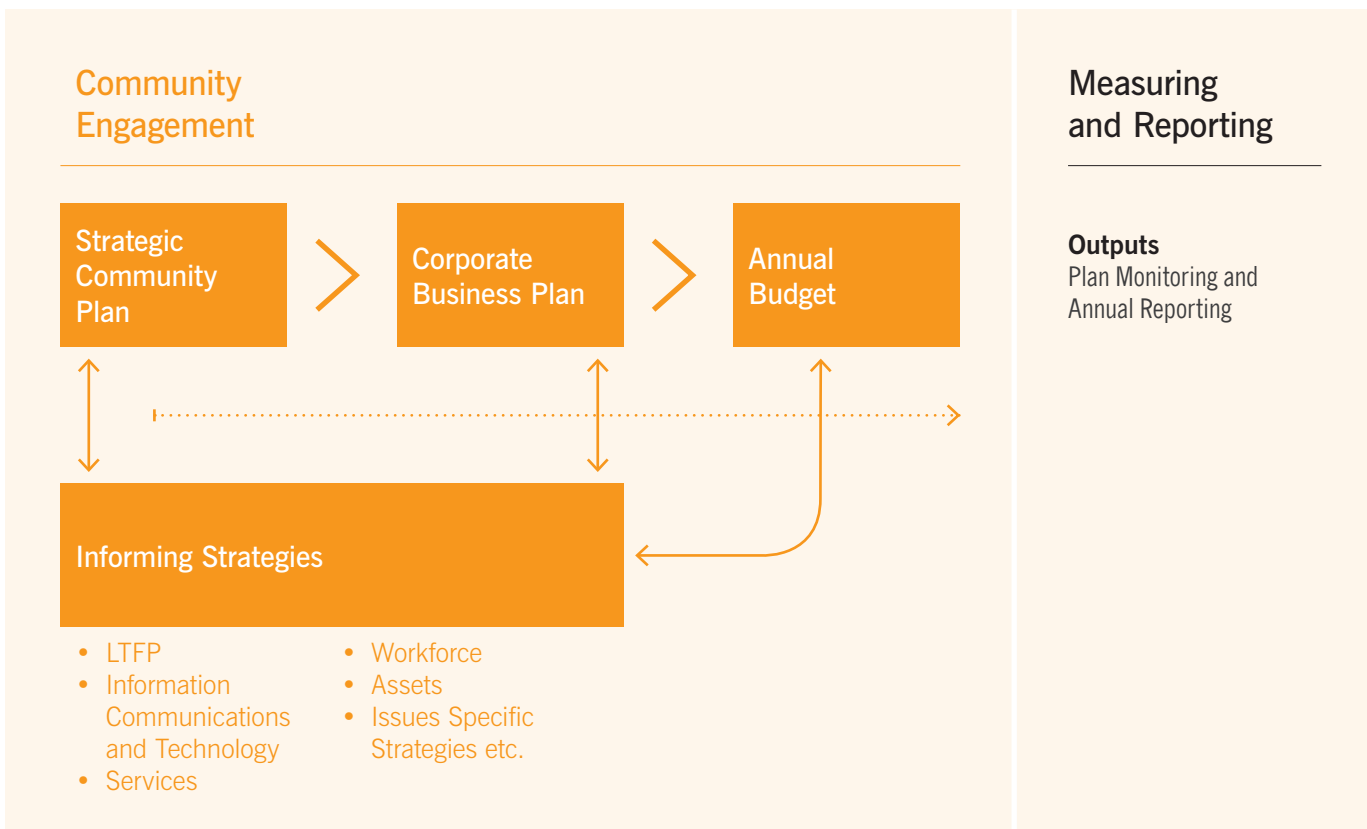 Community
Engagement
Strategic
Community
Plan
Corporate
Business Plan
Annual
Budget
Informing Strategies
• LTFP
• Information
Communications
and Technology
• Services
• Workforce
• Assets
• Issues Specific
Strategies etc.
Measuring
and Reporting
Outputs
Plan Monitoring and
Annual Reporting